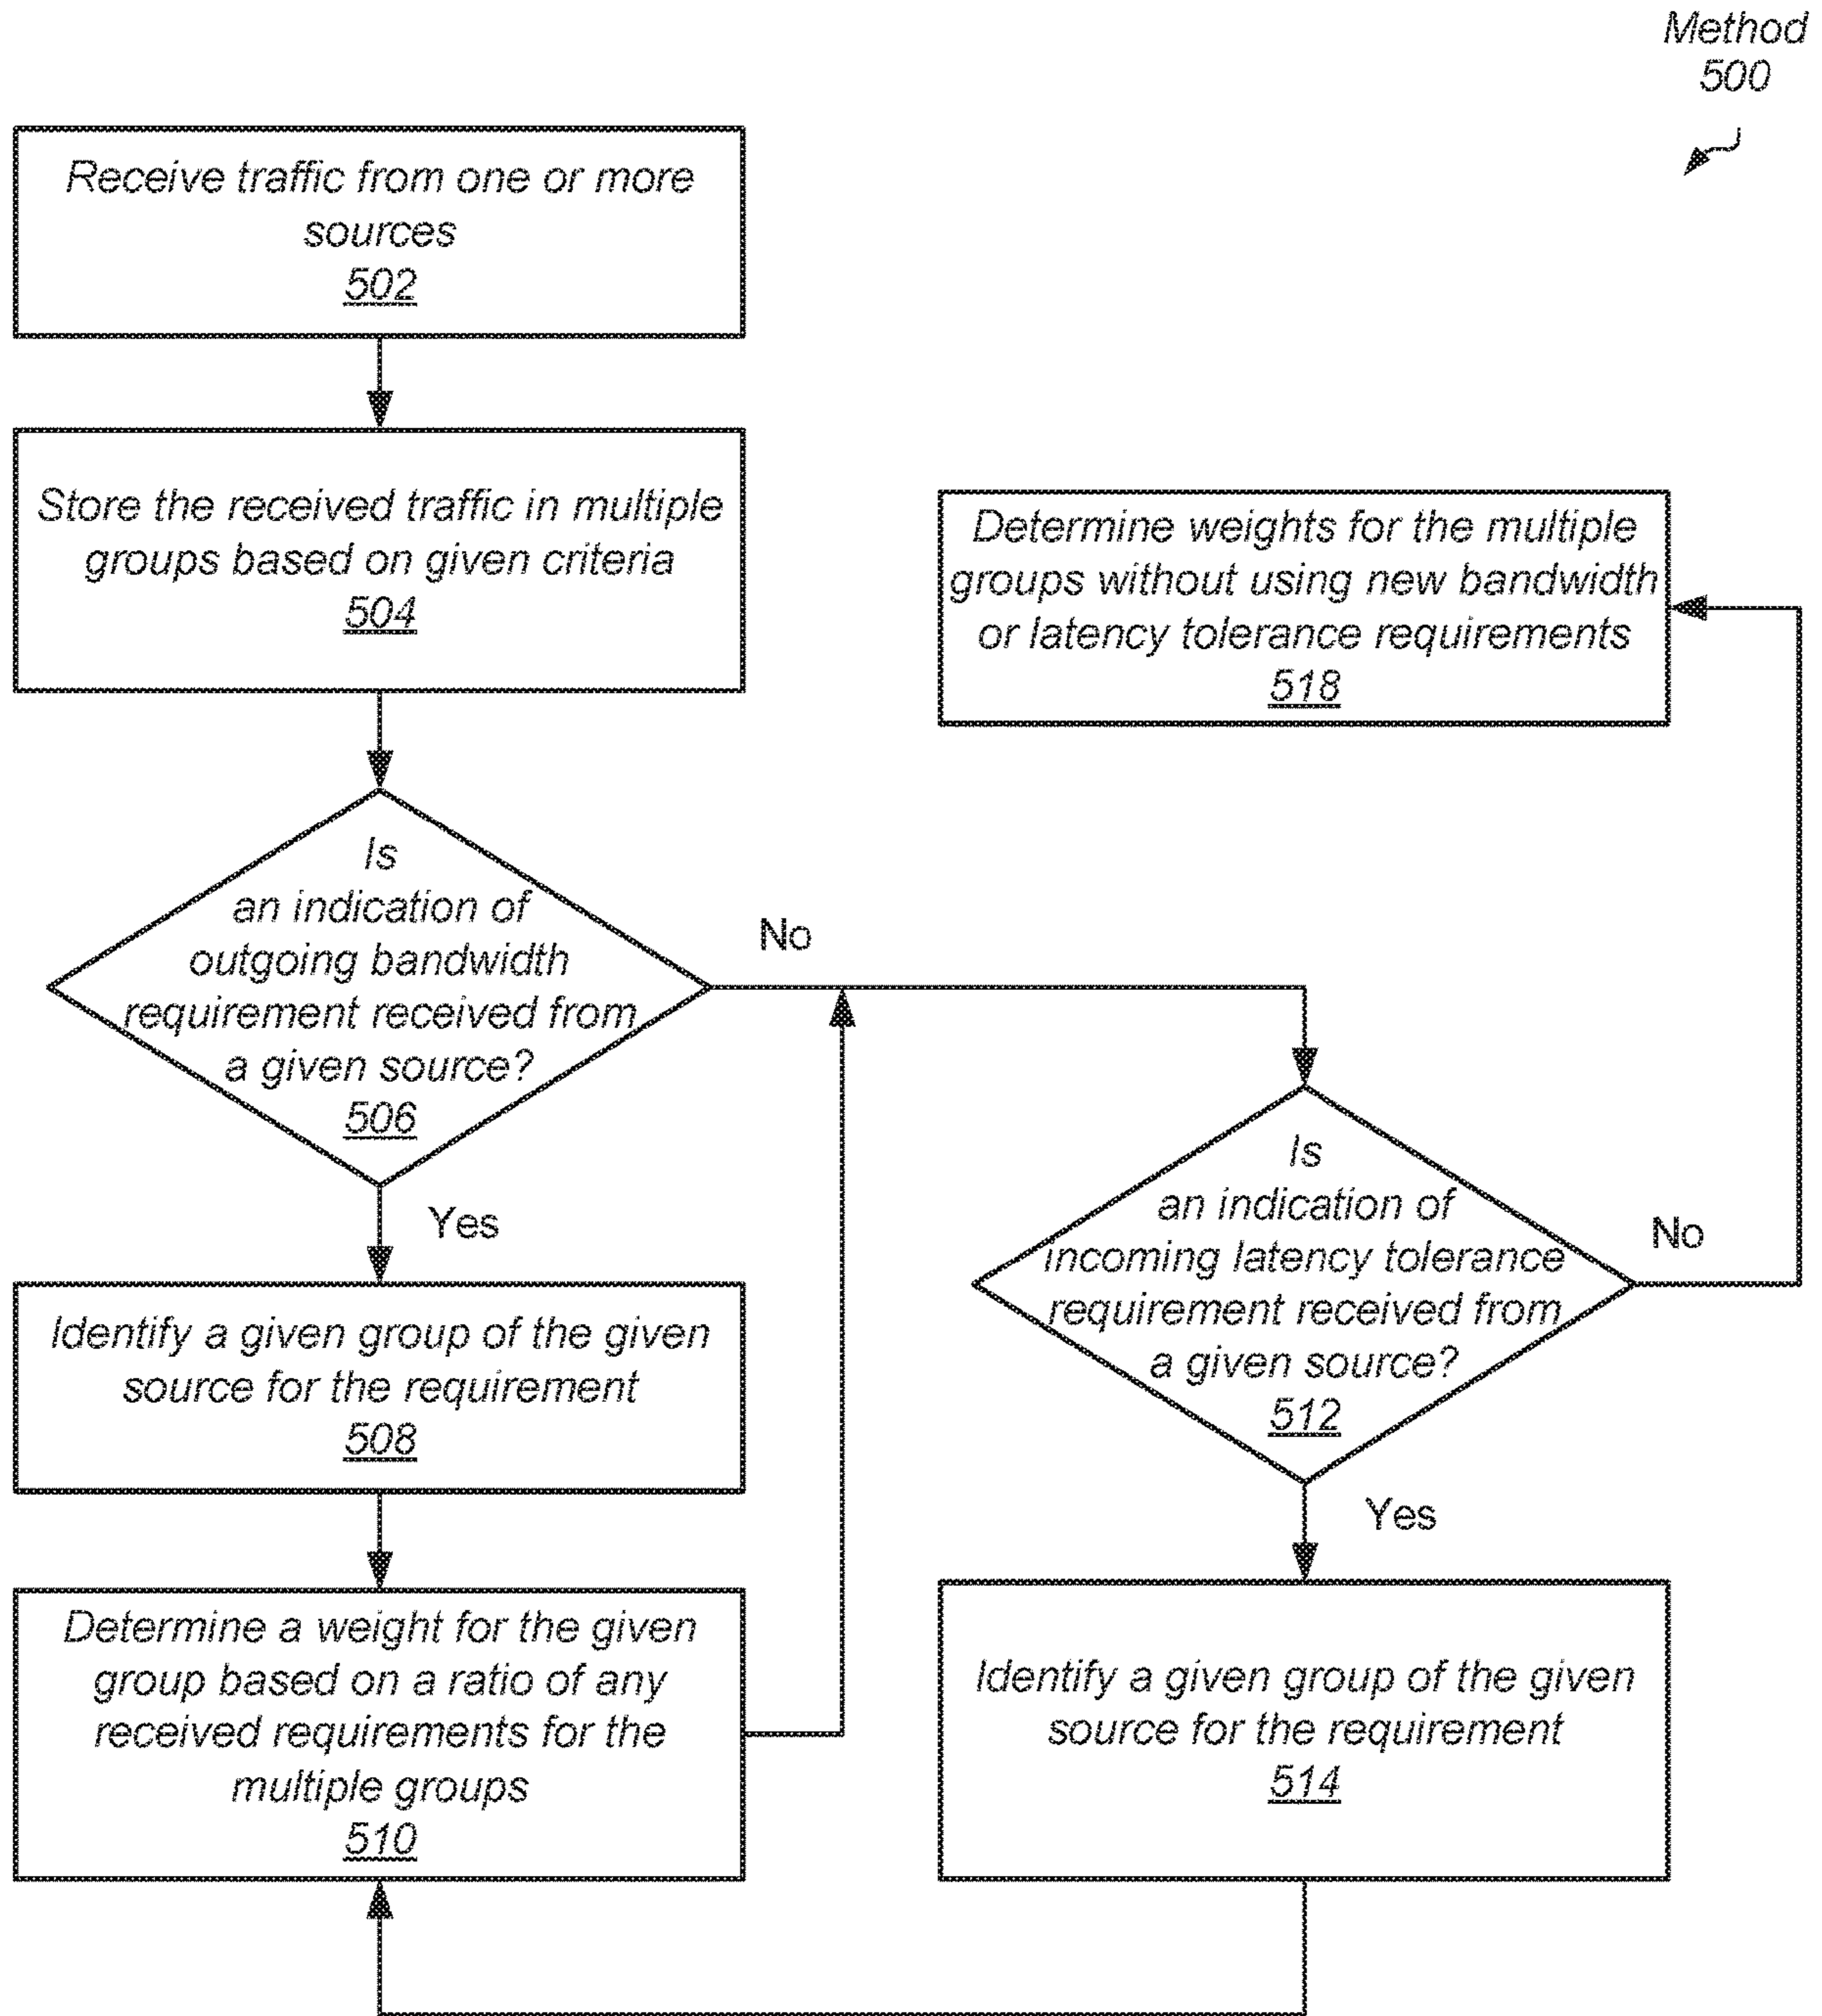 Method
500
Receive traffic from one or more
sources
502
Store the received traffic in multiple
groups based on given criteria
504
Determine weights for the multiple
groups without using new bandwidth
or latency tolerance requirements
518
Is
an indication of
outgoing bandwidth
requirement received from
a given source?
506
No
Yes
Is
an indication of
incoming latency tolerance
requirement received from
a given source?
512
No
Yes
Identify a given group of the given
source for the requirement
508
Determine a weight for the given
group based on a ratio of any
received requirements for the
multiple groups
510
Identify a given group of the given
source for the requirement
514